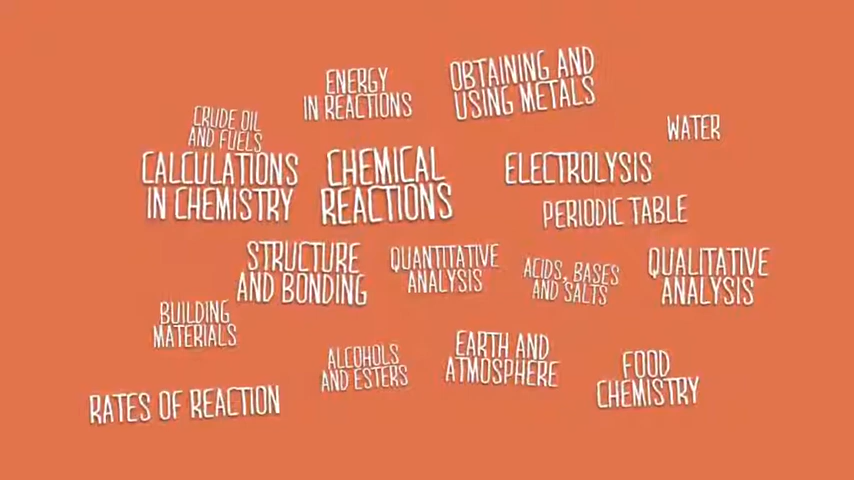 ENERGY
IN REACTIONS
OBTAINING AND
USING METALS
CRUDE OIL
AND FUELS
WATER
CALCULATIONS
IN CHEMISTRY
CHEMICAL
REACTIONS
ELECTROLYSIS
PERIODIC TABLE
STRUCTURE
AND BONDING
QUANTITATIVE
ANALYSIS
ACIDS, BASES
AND SALTS
QUALITATIVE
ANALYSIS
BUILDING
MATERIALS
ALCOHOLS
AND ESTERS
EARTH AND
ATMOSPHERE
FOOD
CHEMISTRY
RATES OF REACTION